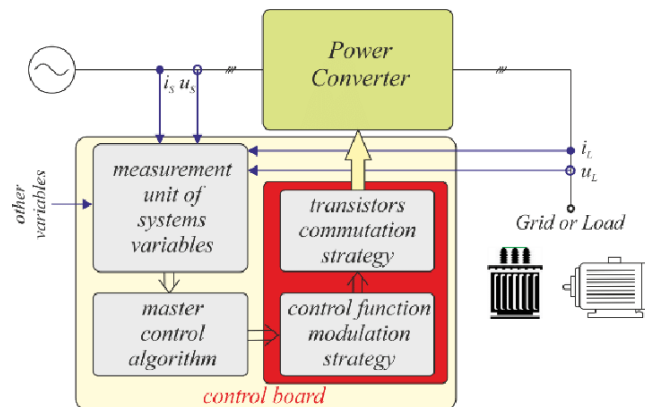 Power
Converter
i_S u_S
i_L
u_L
measurement
unit of
systems
variables
other
variables
transistors
commutation
strategy
Grid or Load
master
control
algorithm
control function
modulation
strategy
control board